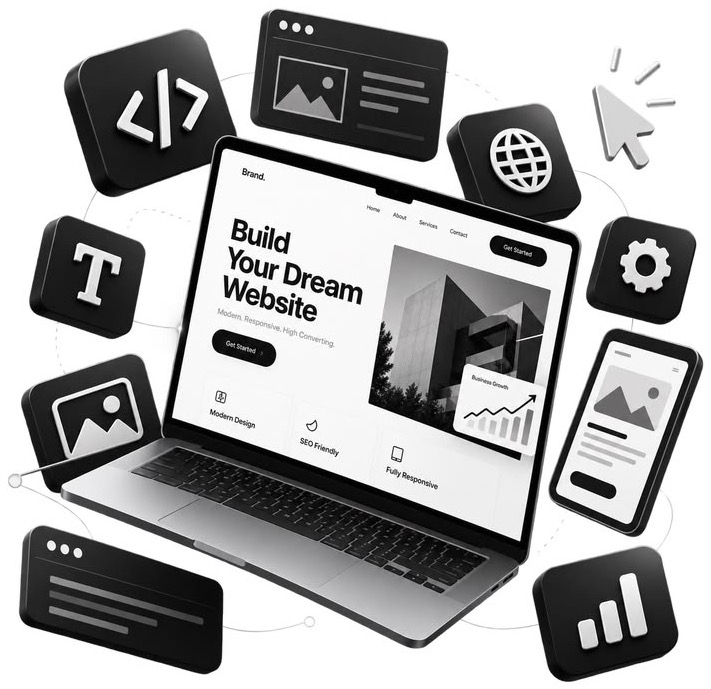 Brand.
Home
About
Services
Contact
Get Started
Build
Your Dream
Website
Modern. Responsive. High Converting.
Get Started
Business Growth
Modern Design
SEO Friendly
Fully Responsive
T